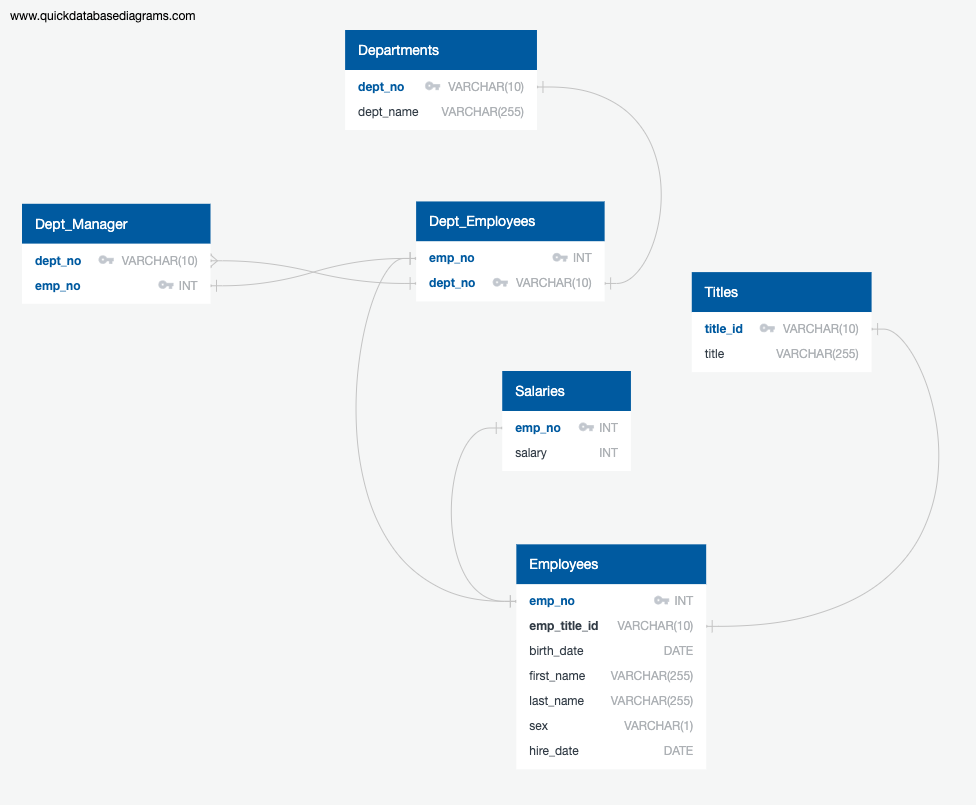 www.quickdatabasediagrams.com
Departments
dept_no VARCHAR(10)
dept_name VARCHAR(255)
Dept_Manager
dept_no VARCHAR(10)
emp_no INT
Dept_Employees
emp_no INT
dept_no VARCHAR(10)
Titles
title_id VARCHAR(10)
title VARCHAR(255)
Salaries
emp_no INT
salary INT
Employees
emp_no INT
emp_title_id VARCHAR(10)
birth_date DATE
first_name VARCHAR(255)
last_name VARCHAR(255)
sex VARCHAR(1)
hire_date DATE